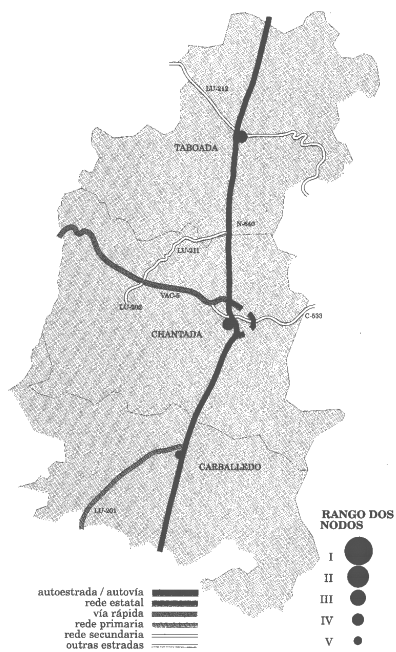 LU-212
TABOADA
N-640
LU-211
VAC-5
LU-202
C-533
CHANTADA
CARBALLEDO
LU-201
RANGO DOS
NODOS
I
II
III
IV
V
autoestrada / autovía
rede estatal
vía rápida
rede primaria
rede secundaria
outras estradas